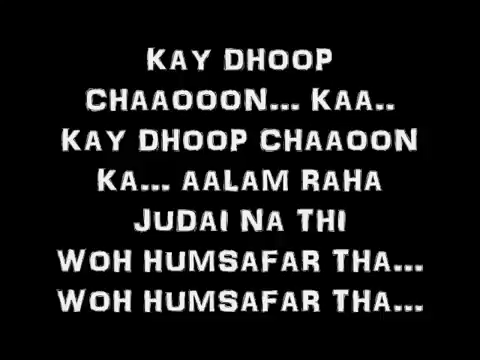 KAY DHOOP
CHAAOOON... KAA..
KAY DHOOP CHAAOON
KA... AALAM RAHA
JUDAI NA THI
WOH HUMSAFAR THA...
WOH HUMSAFAR THA...